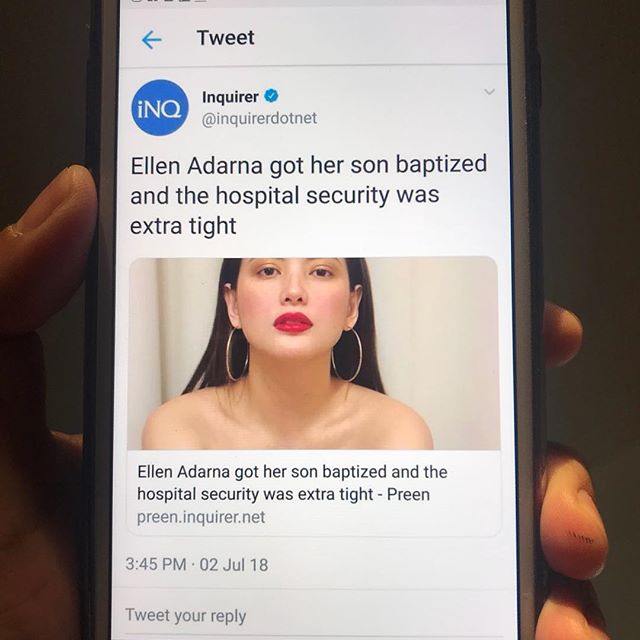 Tweet
iNQ
Inquirer
@inquirerdotnet
Ellen Adarna got her son baptized
and the hospital security was
extra tight
Ellen Adarna got her son baptized and the
hospital security was extra tight - Preen
preen.inquirer.net
3:45 PM · 02 Jul 18
Tweet your reply